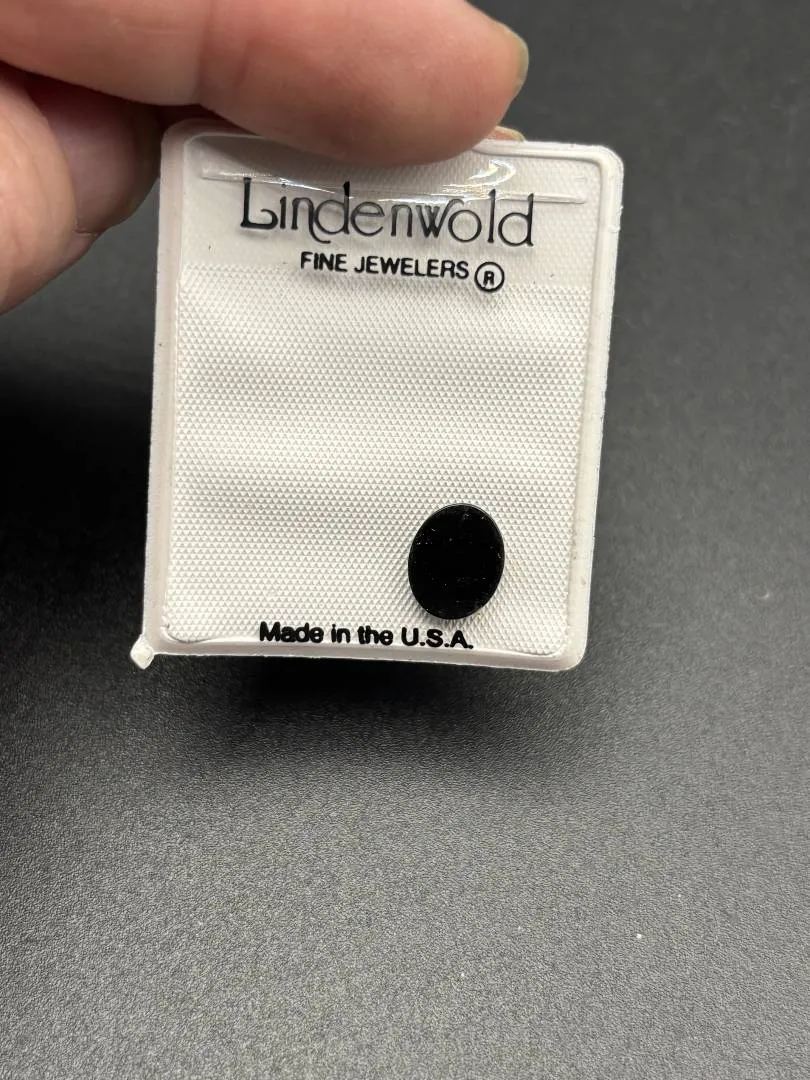 Lindenwold
FINE JEWELERS ®
Made in the U.S.A.